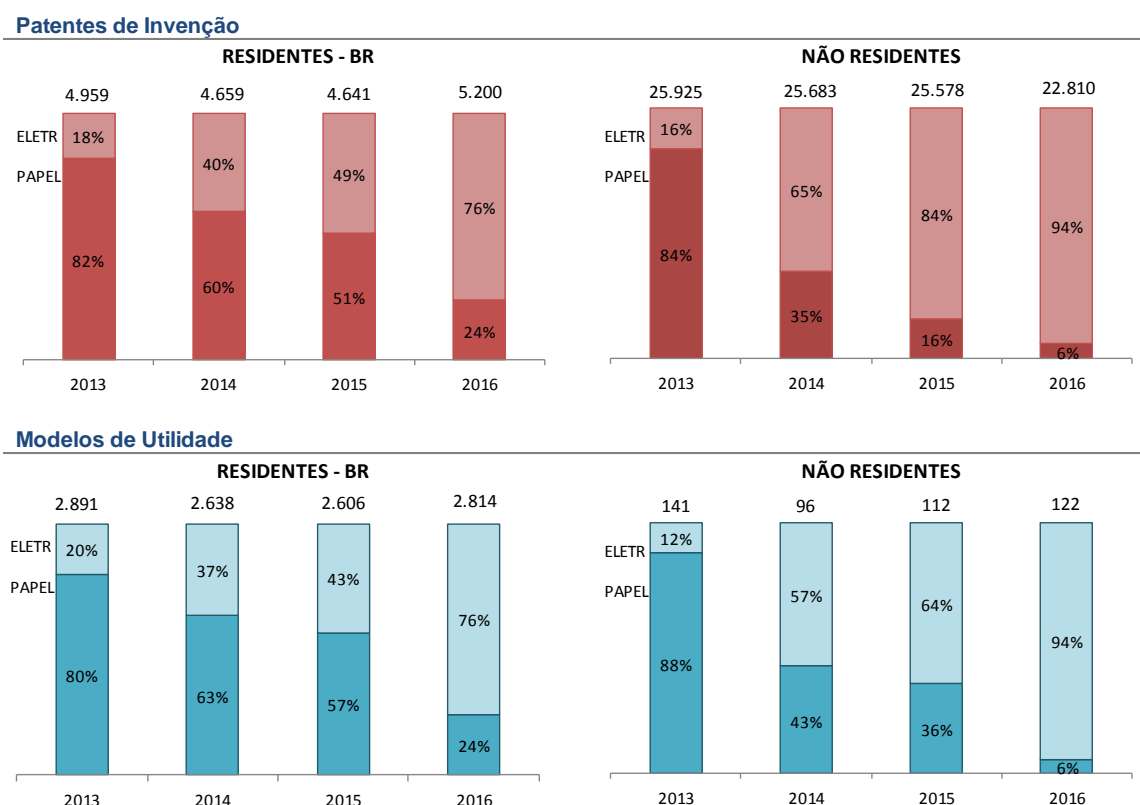 Patentes de Invenção
RESIDENTES - BR
4.959 4.659 4.641 5.200
ELETR 18% 40% 49% 76%
PAPEL 82% 60% 51% 24%
2013 2014 2015 2016
NÃO RESIDENTES
25.925 25.683 25.578 22.810
ELETR 16% 65% 84% 94%
PAPEL 84% 35% 16% 6%
2013 2014 2015 2016
Modelos de Utilidade
RESIDENTES - BR
2.891 2.638 2.606 2.814
ELETR 20% 37% 43% 76%
PAPEL 80% 63% 57% 24%
2013 2014 2015 2016
NÃO RESIDENTES
141 96 112 122
ELETR 12% 57% 64% 94%
PAPEL 88% 43% 36% 6%
2013 2014 2015 2016